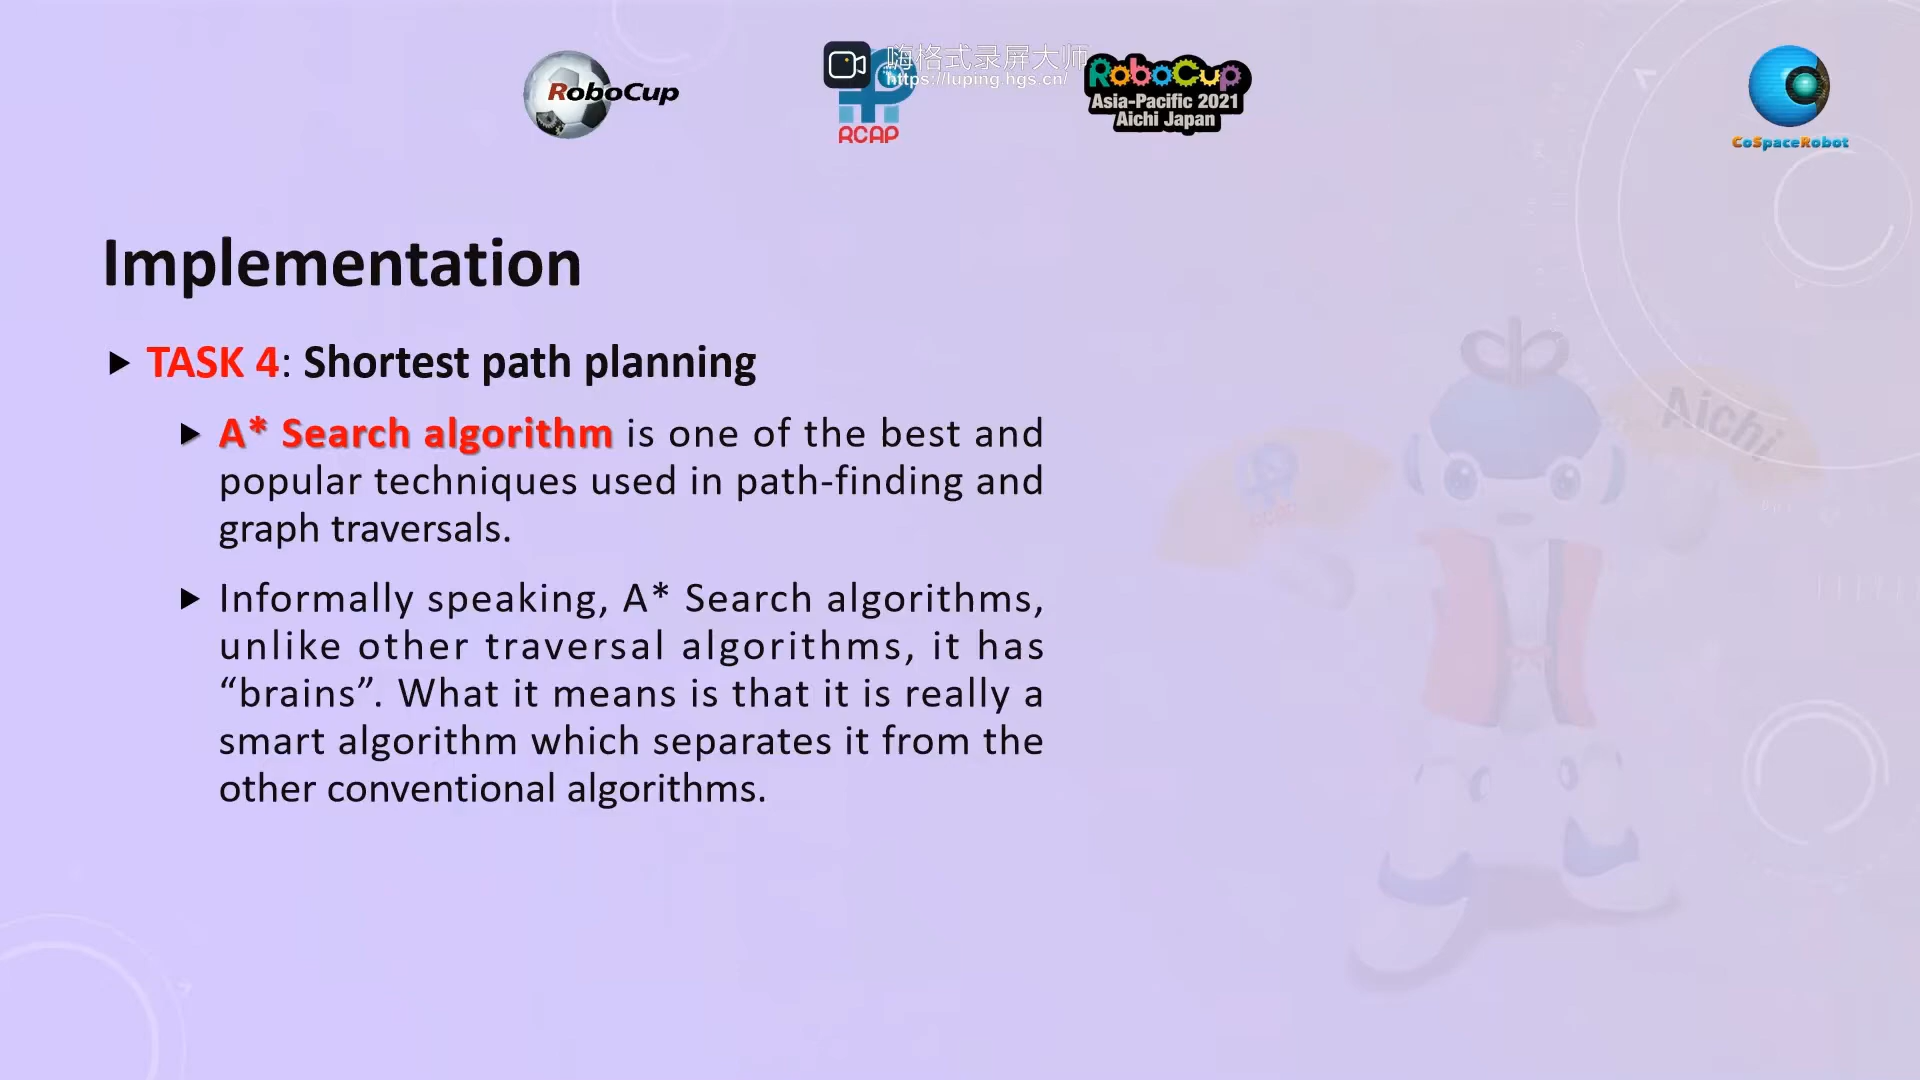 RoboCup
嗨格式录屏大师
https://luping.hgs.cn/
RCAP
RoboCup
Asia-Pacific 2021
Aichi Japan
CoSpaceRobot
Implementation
TASK 4: Shortest path planning
A* Search algorithm is one of the best and
popular techniques used in path-finding and
graph traversals.
Informally speaking, A* Search algorithms,
unlike other traversal algorithms, it has
“brains”. What it means is that it is really a
smart algorithm which separates it from the
other conventional algorithms.
Aichi
RCAP